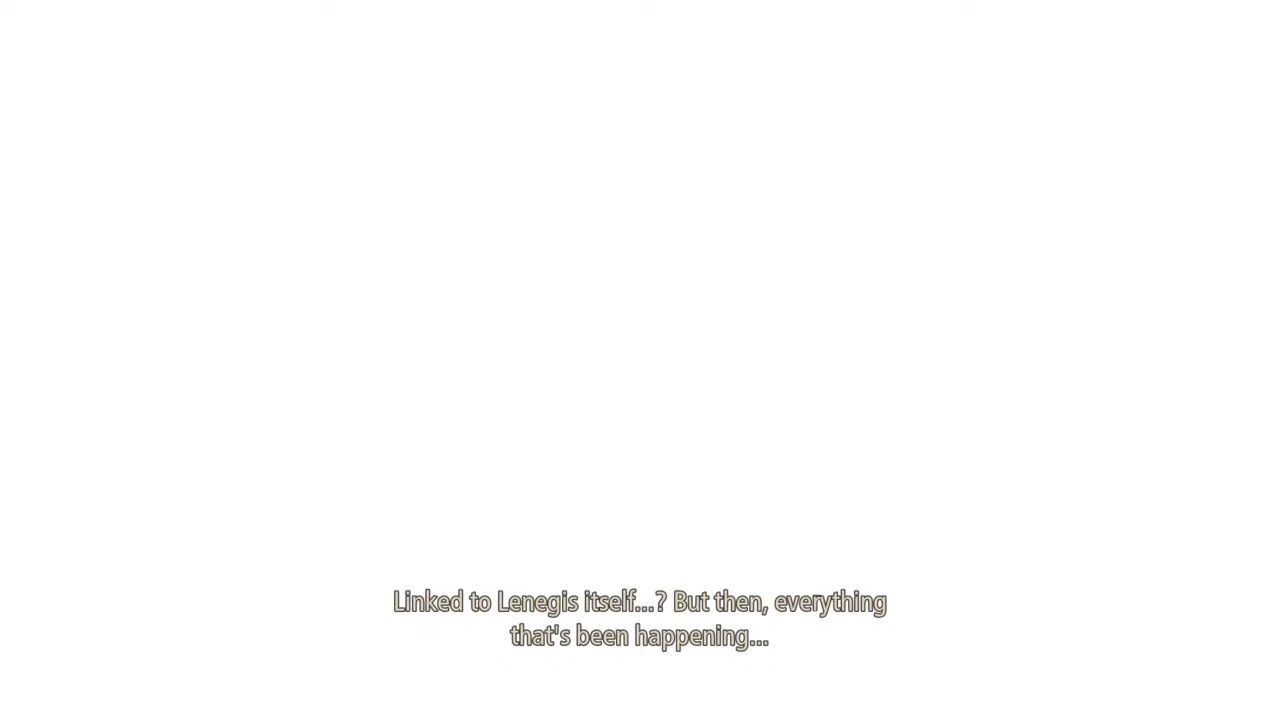 Linked to Lenegis itself...? But then, everything
that's been happening...